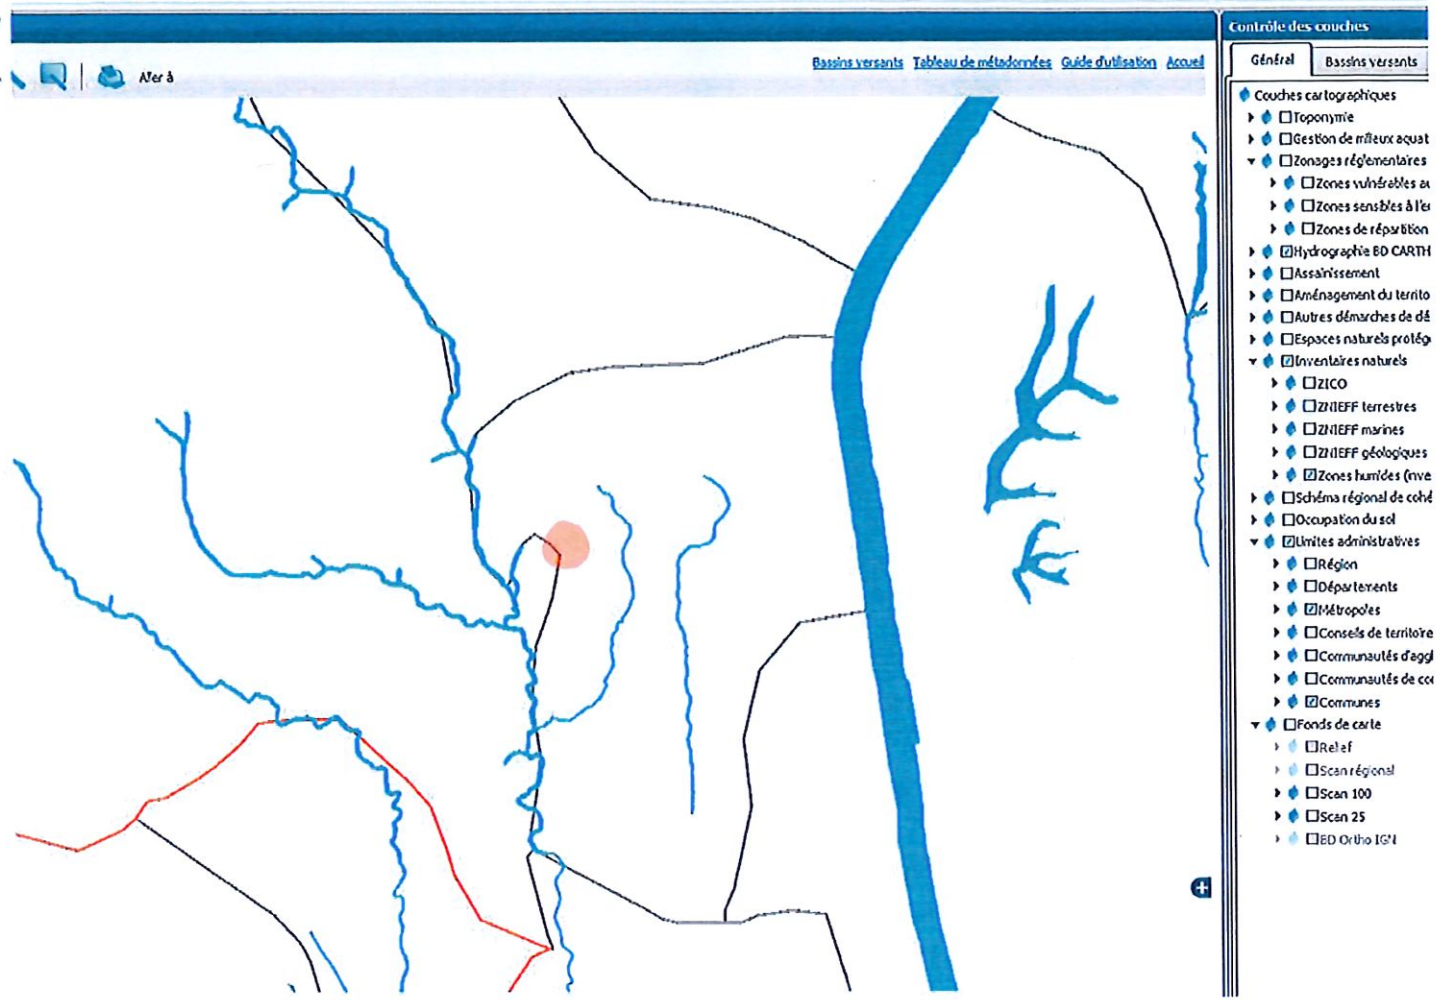 Contrôle des couches
Aller à
Bassins versants Tableau de métadonnées Guide d'utilisation Accueil
Général Bassins versants
Couches cartographiques
Toponymie
Gestion de milieux aquat
Zonages réglementaires
Zones vulnérables au
Zones sensibles à l'e
Zones de répartition
Hydrographie BD CARTH
Assainissement
Aménagement du territo
Autres démarches de dé
Espaces naturels protég
Inventaires naturels
ZICO
ZNIEFF terrestres
ZNIEFF marines
ZNIEFF géologiques
Zones humides (inve
Schéma régional de cohé
Occupation du sol
Limites administratives
Région
Départements
Métropoles
Conseils de territoire
Communautés d'aggl
Communautés de co
Communes
Fonds de carte
Relief
Scan régional
Scan 100
Scan 25
BD Ortho IGN